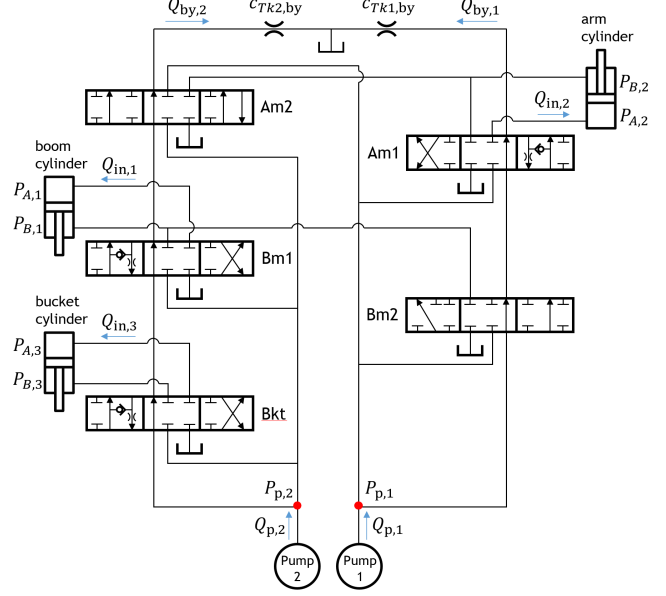 Q_by,2
c_Tk2,by
c_Tk1,by
Q_by,1
arm
cylinder
P_B,2
Q_in,2
P_A,2
Am2
Am1
boom
cylinder
Q_in,1
P_A,1
P_B,1
Bm1
bucket
cylinder
Bm2
Q_in,3
P_A,3
P_B,3
Bkt
P_p,2
P_p,1
Q_p,2
Q_p,1
Pump
2
Pump
1